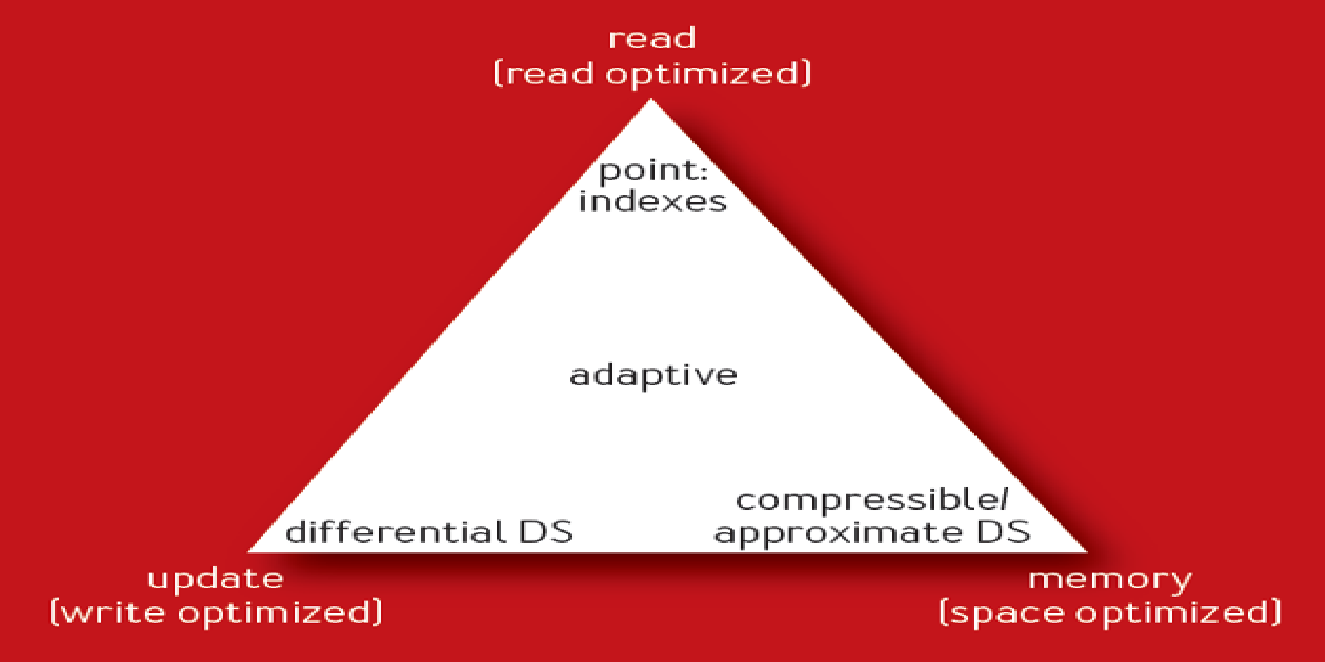 read
(read optimized)
point:
indexes
adaptive
compressible/
differential DS
approximate DS
update
(write optimized)
memory
(space optimized)